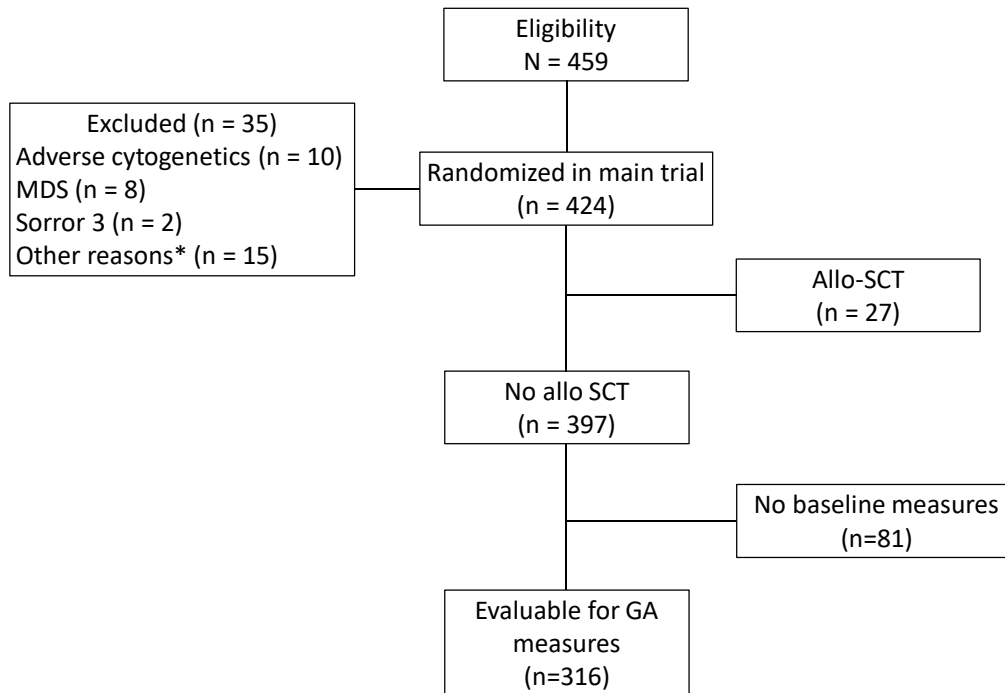 Eligibility
N = 459
Excluded (n = 35)
Adverse cytogenetics (n = 10)
MDS (n = 8)
Sorror 3 (n = 2)
Other reasons* (n = 15)
Randomized in main trial
(n = 424)
Allo-SCT
(n = 27)
No allo SCT
(n = 397)
No baseline measures
(n=81)
Evaluable for GA
measures
(n=316)